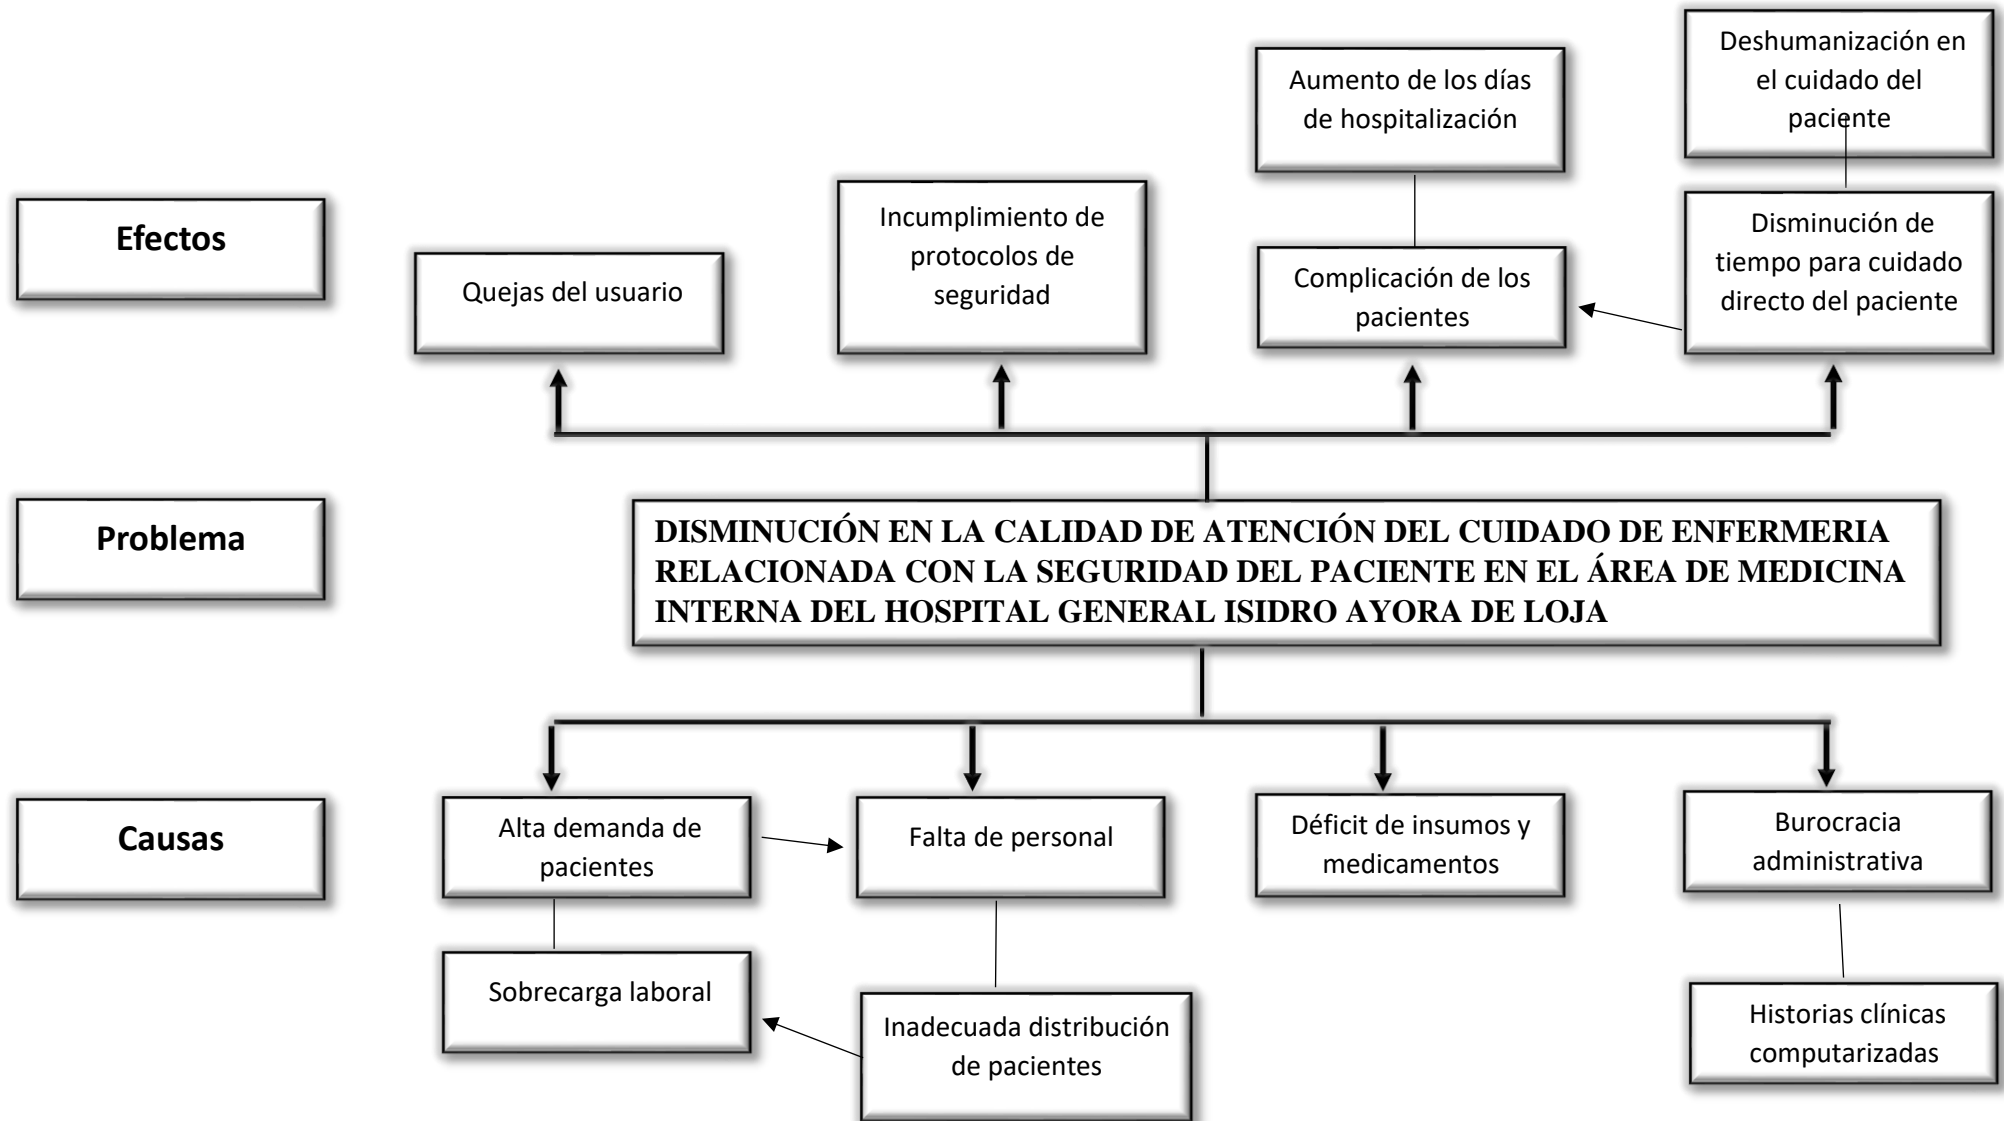 Deshumanización en
el cuidado del
paciente
Aumento de los días
de hospitalización
Efectos
Quejas del usuario
Incumplimiento de
protocolos de
seguridad
Complicación de los
pacientes
Disminución de
tiempo para cuidado
directo del paciente
Problema
DISMINUCIÓN EN LA CALIDAD DE ATENCIÓN DEL CUIDADO DE ENFERMERIA
RELACIONADA CON LA SEGURIDAD DEL PACIENTE EN EL ÁREA DE MEDICINA
INTERNA DEL HOSPITAL GENERAL ISIDRO AYORA DE LOJA
Causas
Alta demanda de
pacientes
Falta de personal
Déficit de insumos y
medicamentos
Burocracia
administrativa
Sobrecarga laboral
Inadecuada distribución
de pacientes
Historias clínicas
computarizadas